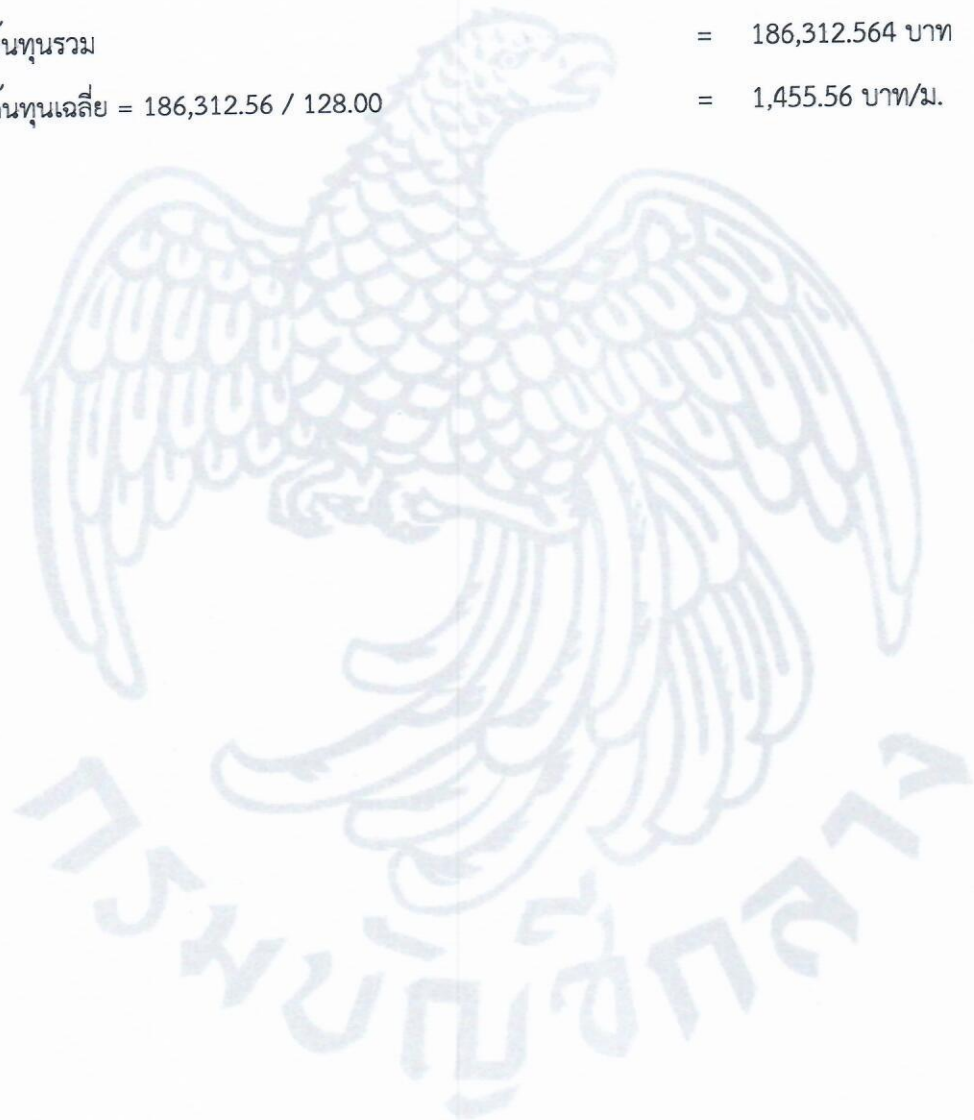 นทุนรวม = 186,312.564 บาท
นทุนเฉลี่ย = 186,312.56 / 128.00 = 1,455.56 บาท/ม.
กรมบัญชีกลาง